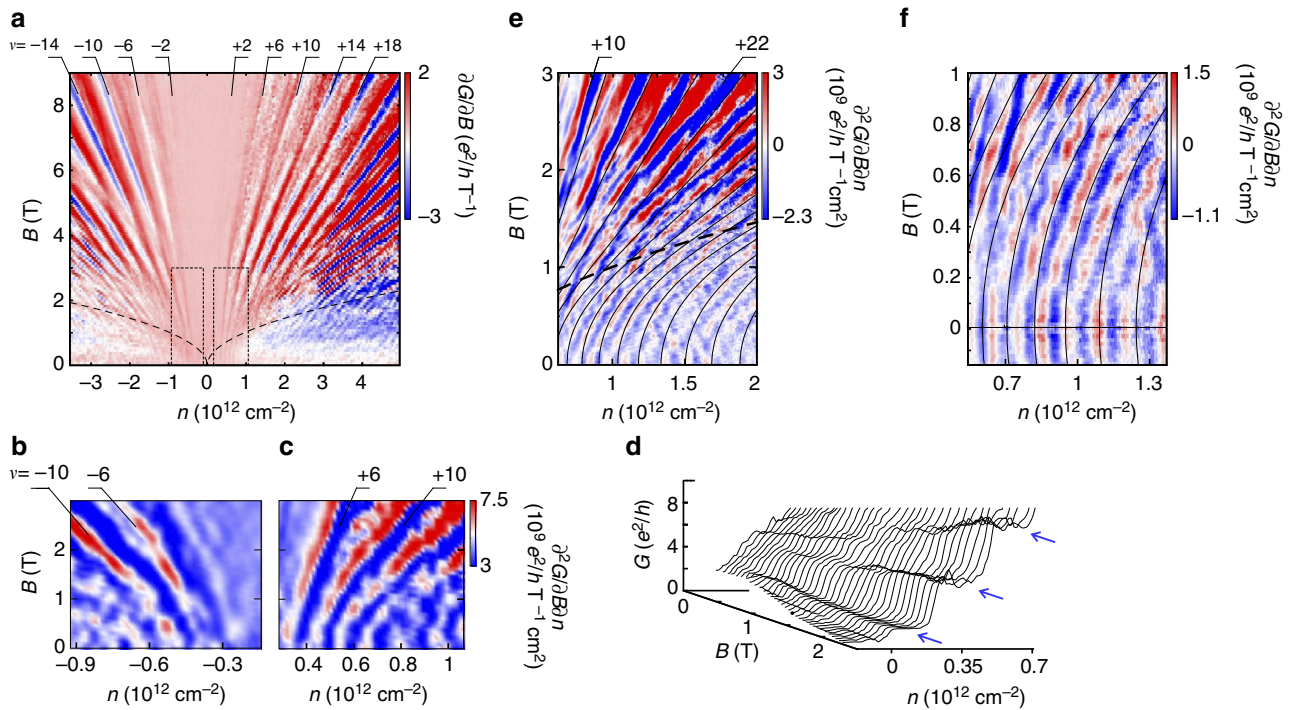 a
ν= −14 −10 −6 −2 +2 +6 +10 +14 +18
8
6
4
2
0
B (T)
−3 −2 −1 0 1 2 3 4
n (10¹² cm⁻²)
2
−3
∂G/∂B (e²/h T⁻¹)
e
+10 +22
3
2
1
0
B (T)
1 1.5 2
n (10¹² cm⁻²)
3
0
−2.3
∂²G/∂B∂n
(10⁹ e²/h T⁻¹cm²)
f
1
0.8
0.6
0.4
0.2
0
B (T)
0.7 1 1.3
n (10¹² cm⁻²)
1.5
0
−1.1
∂²G/∂B∂n
(10⁹ e²/h T⁻¹cm²)
b
ν= −10 −6
2
1
0
B (T)
−0.9 −0.6 −0.3
n (10¹² cm⁻²)
c
+6 +10
0.4 0.6 0.8 1
n (10¹² cm⁻²)
7.5
3
∂²G/∂B∂n
(10⁹ e²/h T⁻¹ cm²)
d
8
4
0
G (e²/h)
0
1
2
B (T)
0 0.35 0.7
n (10¹² cm⁻²)